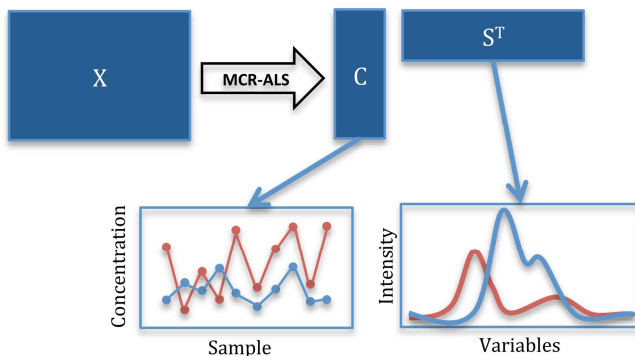 X
MCR-ALS
C
Sᵀ
Concentration
Sample
Intensity
Variables